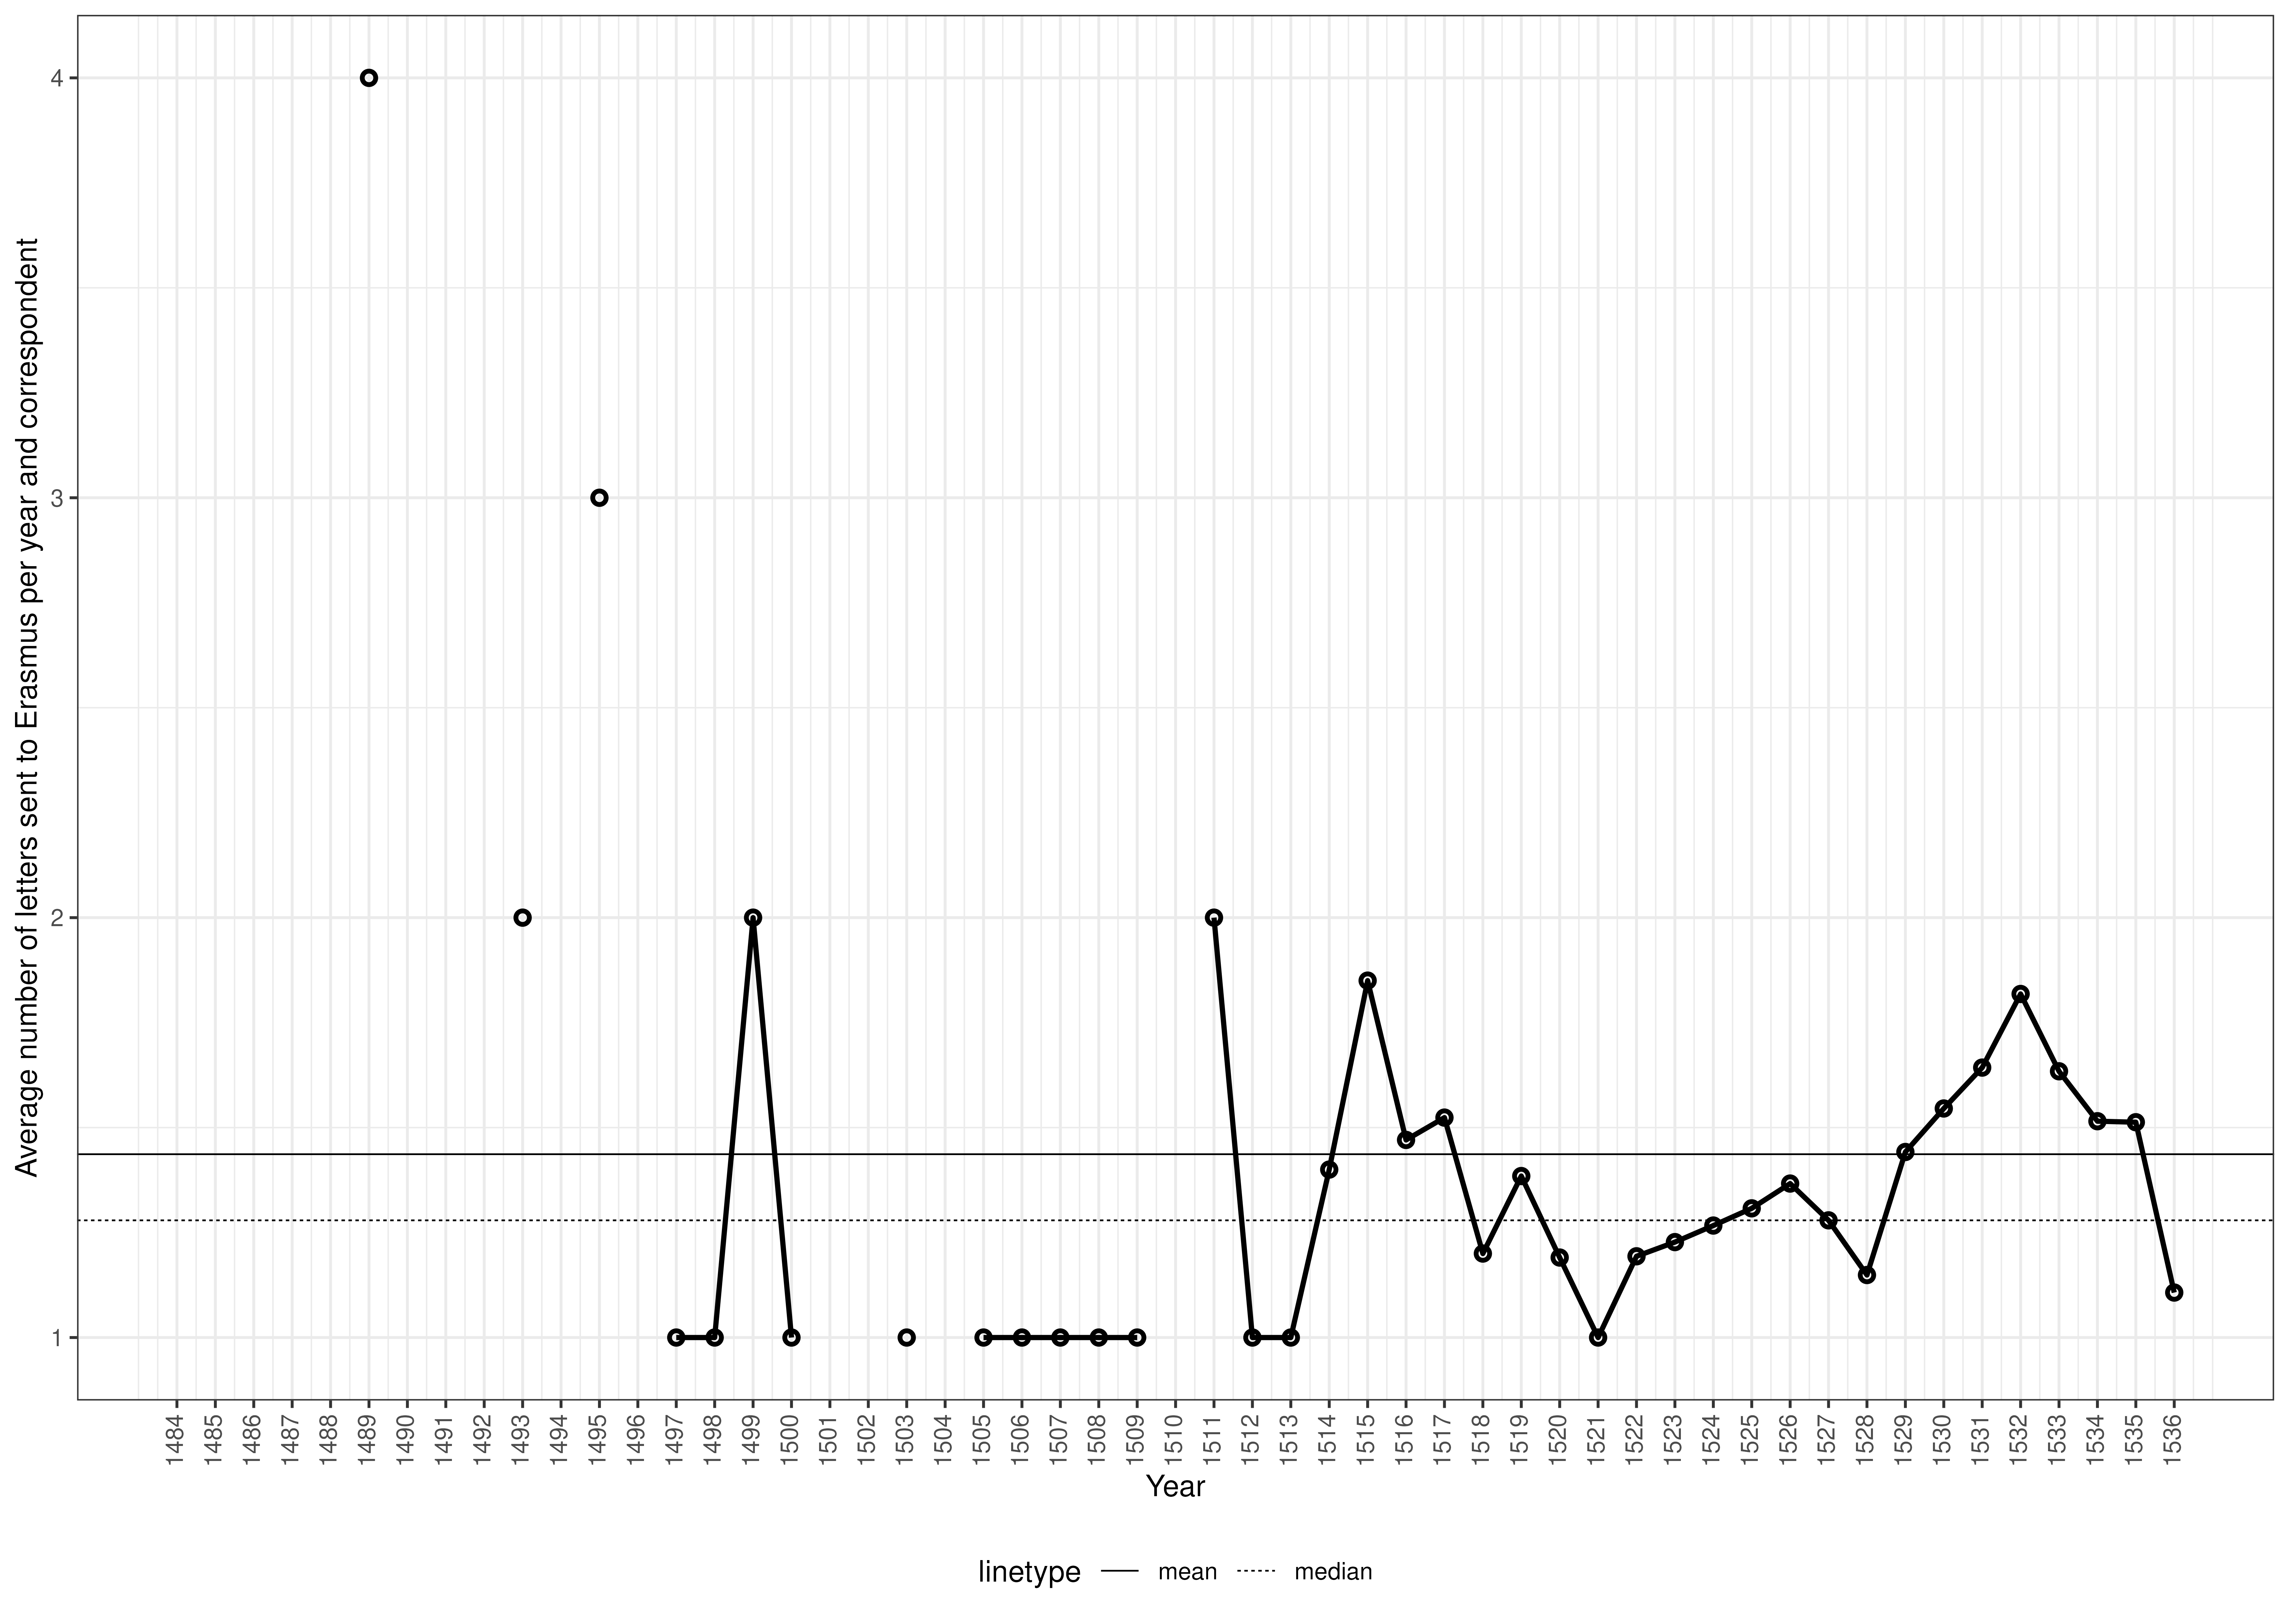 Average number of letters sent to Erasmus per year and correspondent
4
3
2
1
1484 1485 1486 1487 1488 1489 1490 1491 1492 1493 1494 1495 1496 1497 1498 1499 1500 1501 1502 1503 1504 1505 1506 1507 1508 1509 1510 1511 1512 1513 1514 1515 1516 1517 1518 1519 1520 1521 1522 1523 1524 1525 1526 1527 1528 1529 1530 1531 1532 1533 1534 1535 1536
Year
linetype mean median